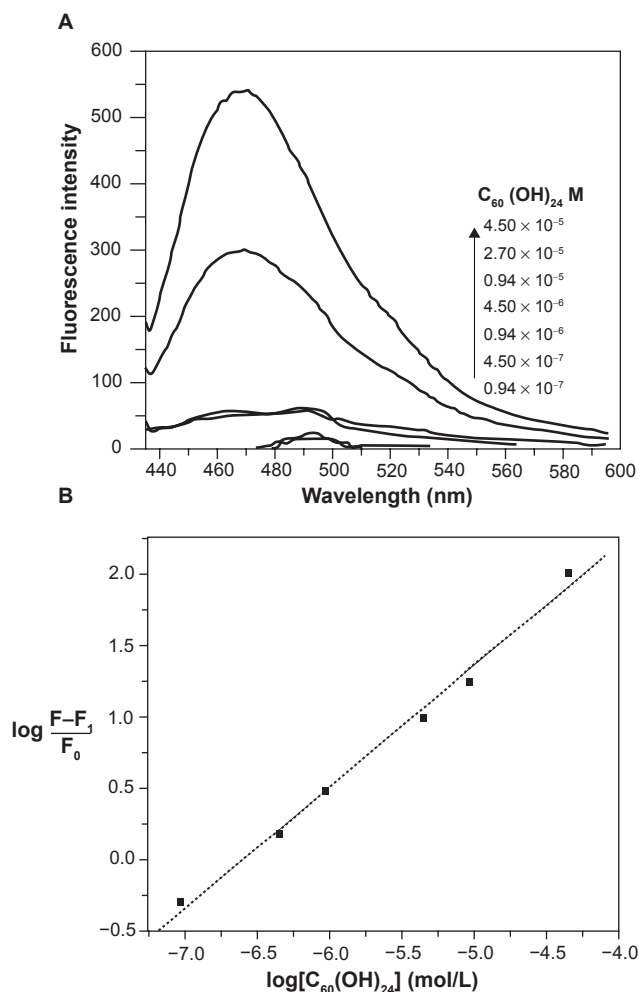 A
600
500
400
300
200
100
0
Fluorescence intensity
C₆₀ (OH)₂₄ M
4.50 × 10⁻⁵
2.70 × 10⁻⁵
0.94 × 10⁻⁵
4.50 × 10⁻⁶
0.94 × 10⁻⁶
4.50 × 10⁻⁷
0.94 × 10⁻⁷
440 460 480 500 520 540 560 580 600
Wavelength (nm)
B
2.0
1.0
0.5
0.0
−0.5
log F–F₁
F₀
−7.0 −6.5 −6.0 −5.5 −5.0 −4.5 −4.0
log[C₆₀(OH)₂₄] (mol/L)